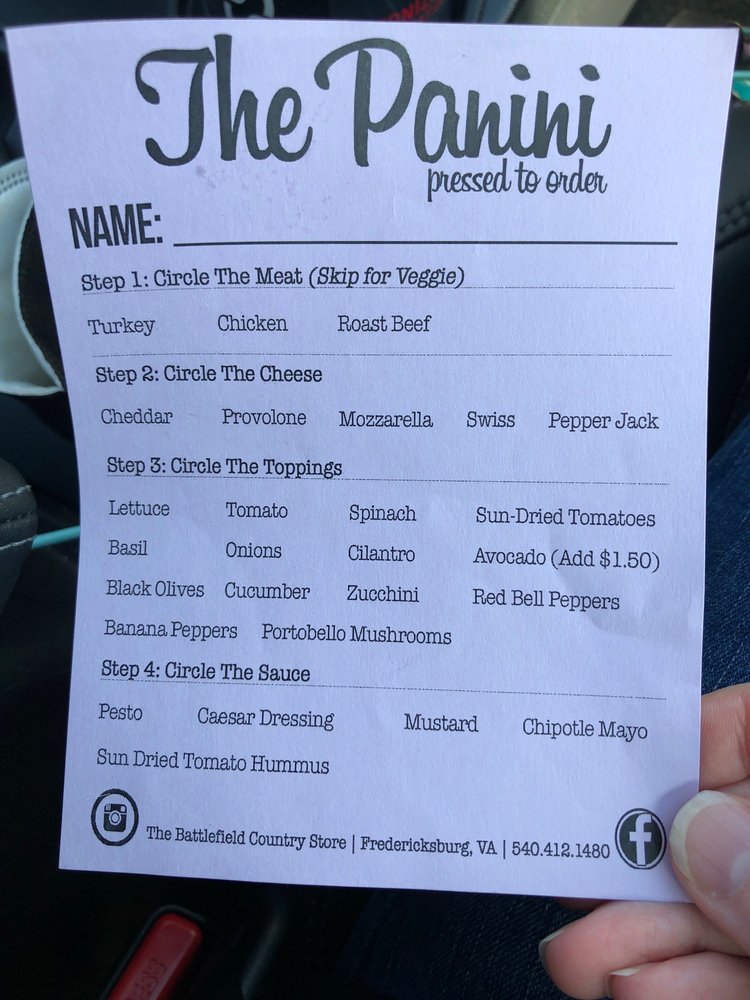 The Panini
pressed to order
NAME:
Step 1: Circle The Meat (Skip for Veggie)
Turkey Chicken Roast Beef
Step 2: Circle The Cheese
Cheddar Provolone Mozzarella Swiss Pepper Jack
Step 3: Circle The Toppings
Lettuce Tomato Spinach Sun-Dried Tomatoes
Basil Onions Cilantro Avocado (Add $1.50)
Black Olives Cucumber Zucchini Red Bell Peppers
Banana Peppers Portobello Mushrooms
Step 4: Circle The Sauce
Pesto Caesar Dressing Mustard Chipotle Mayo
Sun Dried Tomato Hummus
The Battlefield Country Store | Fredericksburg, VA | 540.412.1480
PRESS